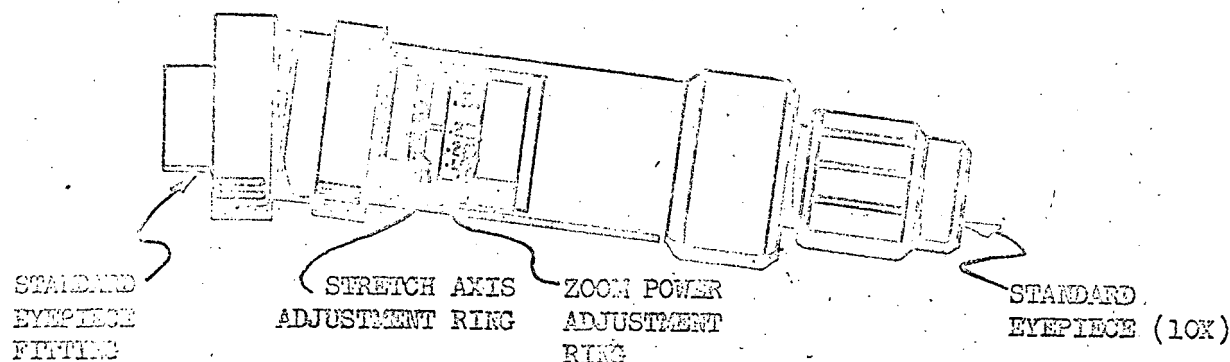 STANDARD
EYEPIECE
FITTING
STRETCH AXIS
ADJUSTMENT RING
ZOOM POWER
ADJUSTMENT
RING
STANDARD
EYEPIECE (10X)